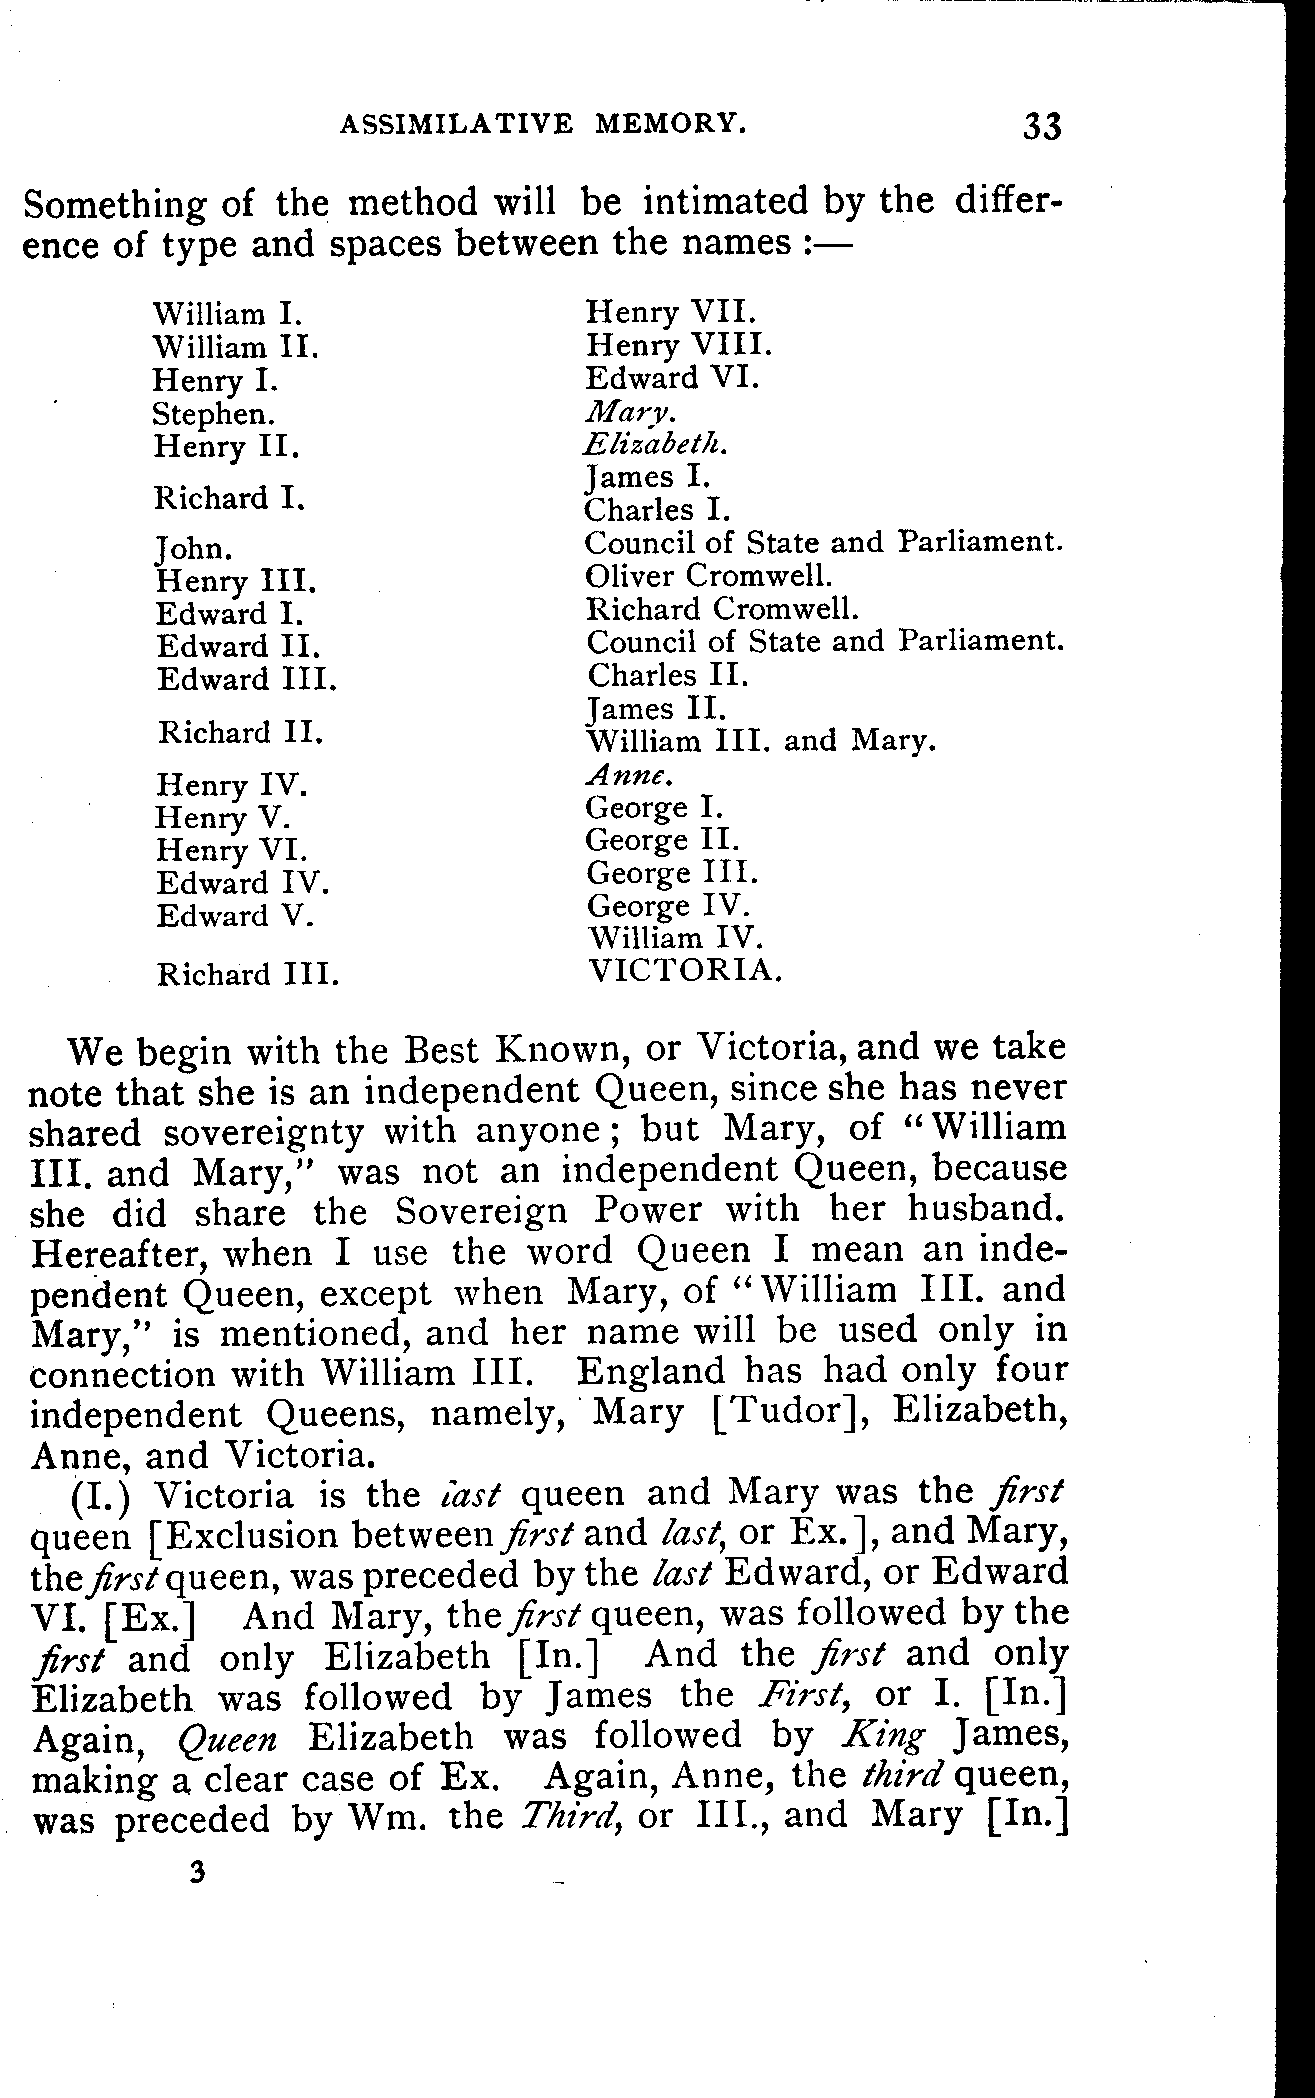 ASSIMILATIVE MEMORY. 33
Something of the method will be intimated by the differ-
ence of type and spaces between the names :—
William I.
William II.
Henry I.
Stephen.
Henry II.
Richard I.
John.
Henry III.
Edward I.
Edward II.
Edward III.
Richard II.
Henry IV.
Henry V.
Henry VI.
Edward IV.
Edward V.
Richard III.
Henry VII.
Henry VIII.
Edward VI.
Mary.
Elizabeth.
James I.
Charles I.
Council of State and Parliament.
Oliver Cromwell.
Richard Cromwell.
Council of State and Parliament.
Charles II.
James II.
William III. and Mary.
Anne.
George I.
George II.
George III.
George IV.
William IV.
VICTORIA.
We begin with the Best Known, or Victoria, and we take
note that she is an independent Queen, since she has never
shared sovereignty with anyone ; but Mary, of “William
III. and Mary,” was not an independent Queen, because
she did share the Sovereign Power with her husband.
Hereafter, when I use the word Queen I mean an inde-
pendent Queen, except when Mary, of “William III. and
Mary,” is mentioned, and her name will be used only in
connection with William III. England has had only four
independent Queens, namely, Mary [Tudor], Elizabeth,
Anne, and Victoria.
(I.) Victoria is the last queen and Mary was the first
queen [Exclusion between first and last, or Ex.], and Mary,
the first queen, was preceded by the last Edward, or Edward
VI. [Ex.] And Mary, the first queen, was followed by the
first and only Elizabeth [In.] And the first and only
Elizabeth was followed by James the First, or I. [In.]
Again, Queen Elizabeth was followed by King James,
making a clear case of Ex. Again, Anne, the third queen,
was preceded by Wm. the Third, or III., and Mary [In.]
3